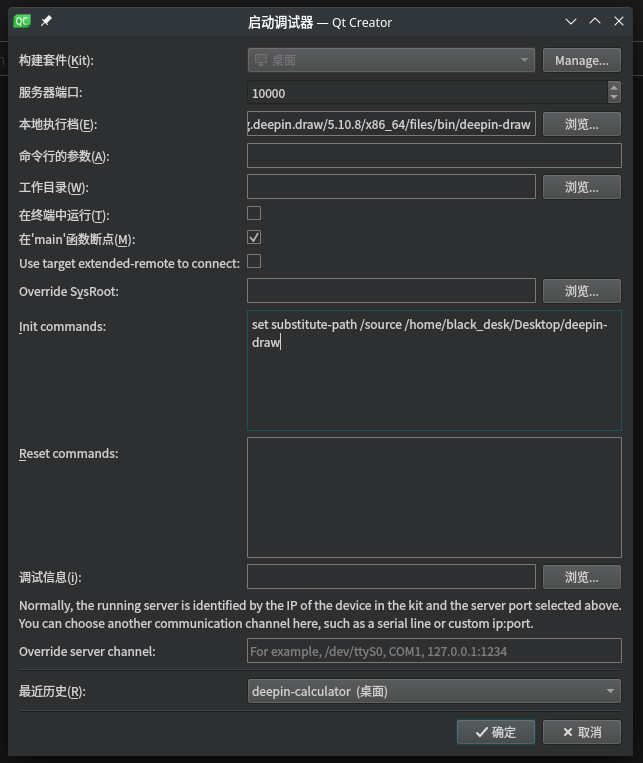 QC
启动调试器 — Qt Creator
构建套件(Kit):
桌面
Manage...
服务器端口:
10000
本地执行档(E):
.deepin.draw/5.10.8/x86_64/files/bin/deepin-draw
浏览...
命令行的参数(A):
工作目录(W):
浏览...
在终端中运行(T):
在'main'函数断点(M):
Use target extended-remote to connect:
Override SysRoot:
浏览...
Init commands:
set substitute-path /source /home/black_desk/Desktop/deepin-
draw
Reset commands:
调试信息(i):
浏览...
Normally, the running server is identified by the IP of the device in the kit and the server port selected above.
You can choose another communication channel here, such as a serial line or custom ip:port.
Override server channel:
For example, /dev/ttyS0, COM1, 127.0.0.1:1234
最近历史(R):
deepin-calculator (桌面)
确定
取消